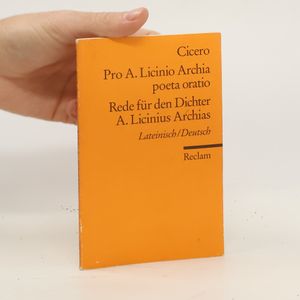 Cicero
Pro A. Licinio Archia
poeta oratio
Rede für den Dichter
A. Licinius Archias
Lateinisch/Deutsch
Reclam